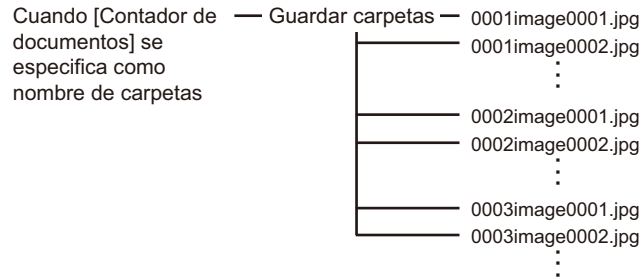 Cuando [Contador de
documentos] se
especifica como
nombre de carpetas
Guardar carpetas
0001image0001.jpg
0001image0002.jpg
0002image0001.jpg
0002image0002.jpg
0003image0001.jpg
0003image0002.jpg